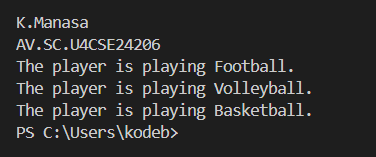 K.Manasa
AV.SC.U4CSE24206
The player is playing Football.
The player is playing Volleyball.
The player is playing Basketball.
PS C:\Users\kodeb>